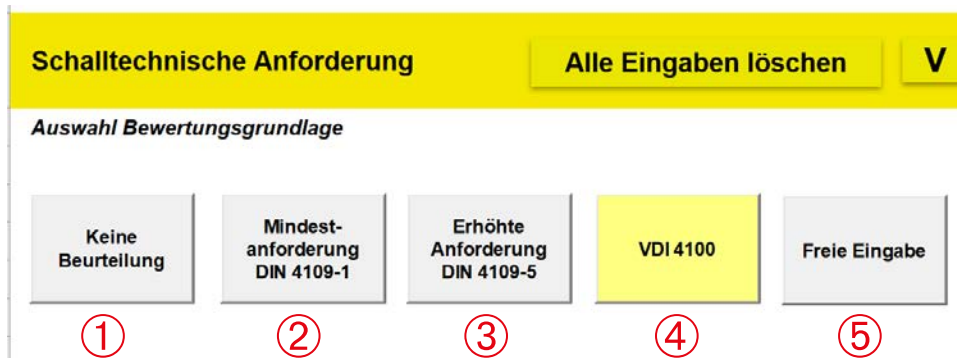 Schalltechnische Anforderung
Alle Eingaben löschen
V
Auswahl Bewertungsgrundlage
Keine
Beurteilung
Mindest-
anforderung
DIN 4109-1
Erhöhte
Anforderung
DIN 4109-5
VDI 4100
Freie Eingabe
①
②
③
④
⑤